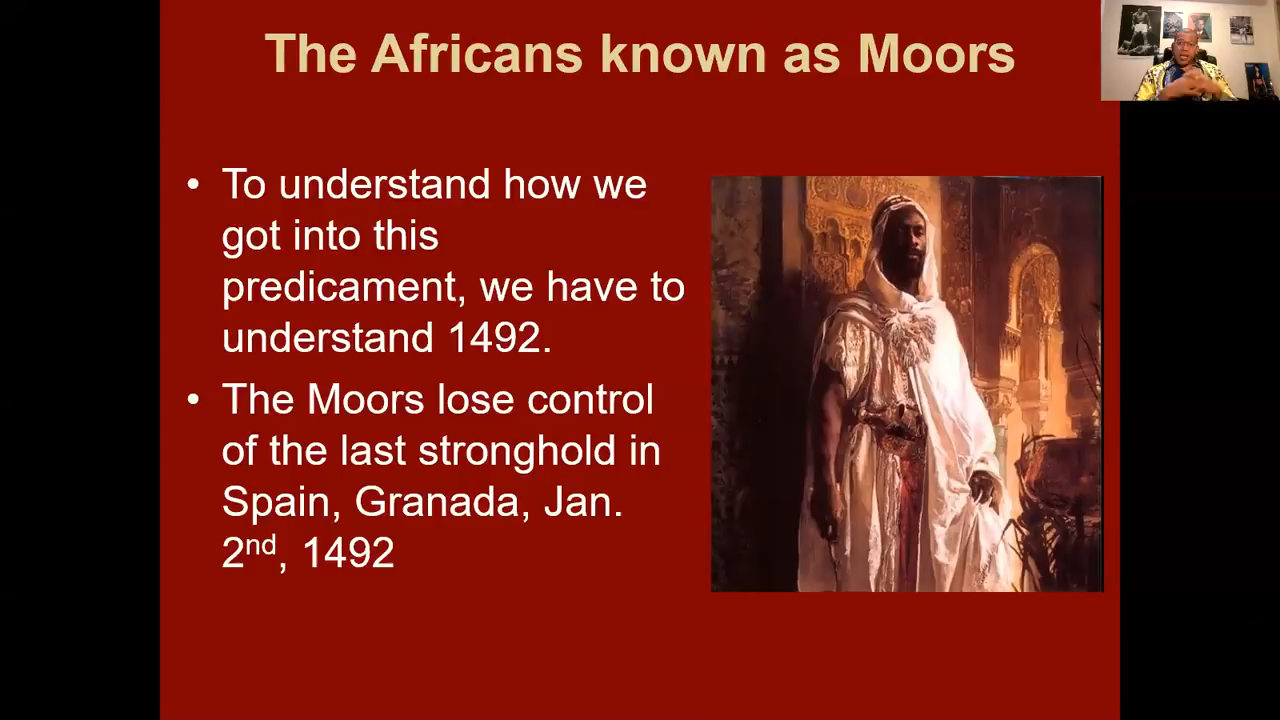 The Africans known as Moors
• To understand how we
got into this
predicament, we have to
understand 1492.
• The Moors lose control
of the last stronghold in
Spain, Granada, Jan.
2nd, 1492